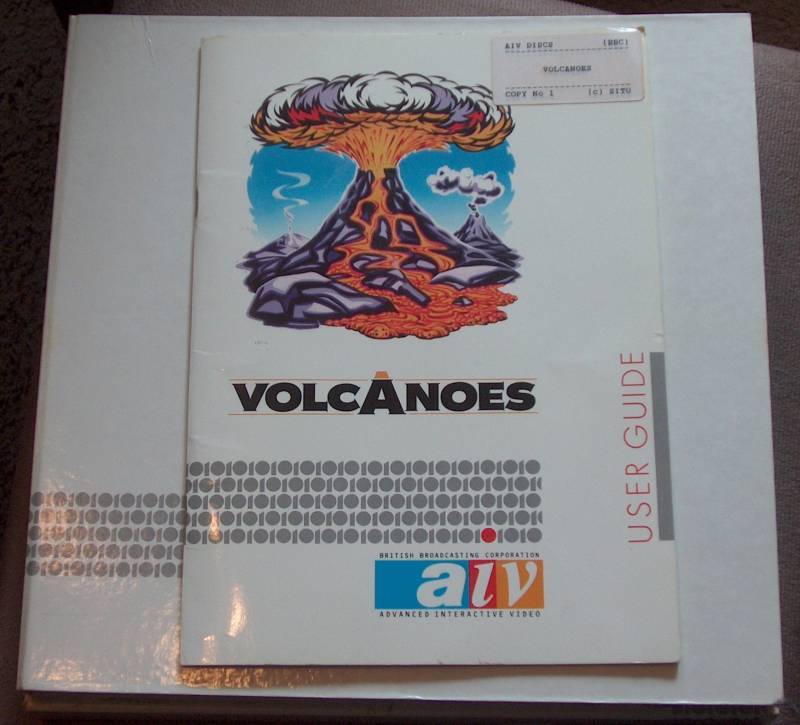 AIV DISCS (BBC)
VOLCANOES
COPY No 1 (c) SITU
VOLCANOES
USER GUIDE
BRITISH BROADCASTING CORPORATION
aiv
ADVANCED INTERACTIVE VIDEO